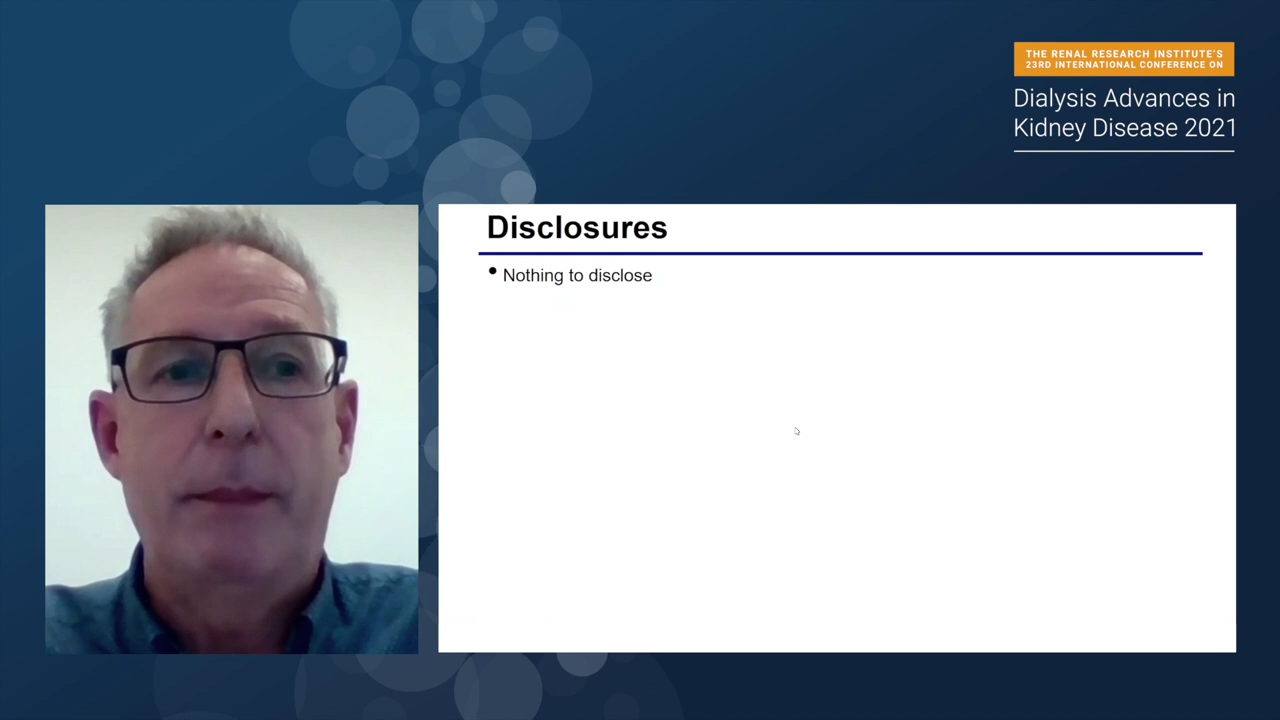 THE RENAL RESEARCH INSTITUTE'S
23RD INTERNATIONAL CONFERENCE ON
Dialysis Advances in
Kidney Disease 2021
Disclosures
• Nothing to disclose